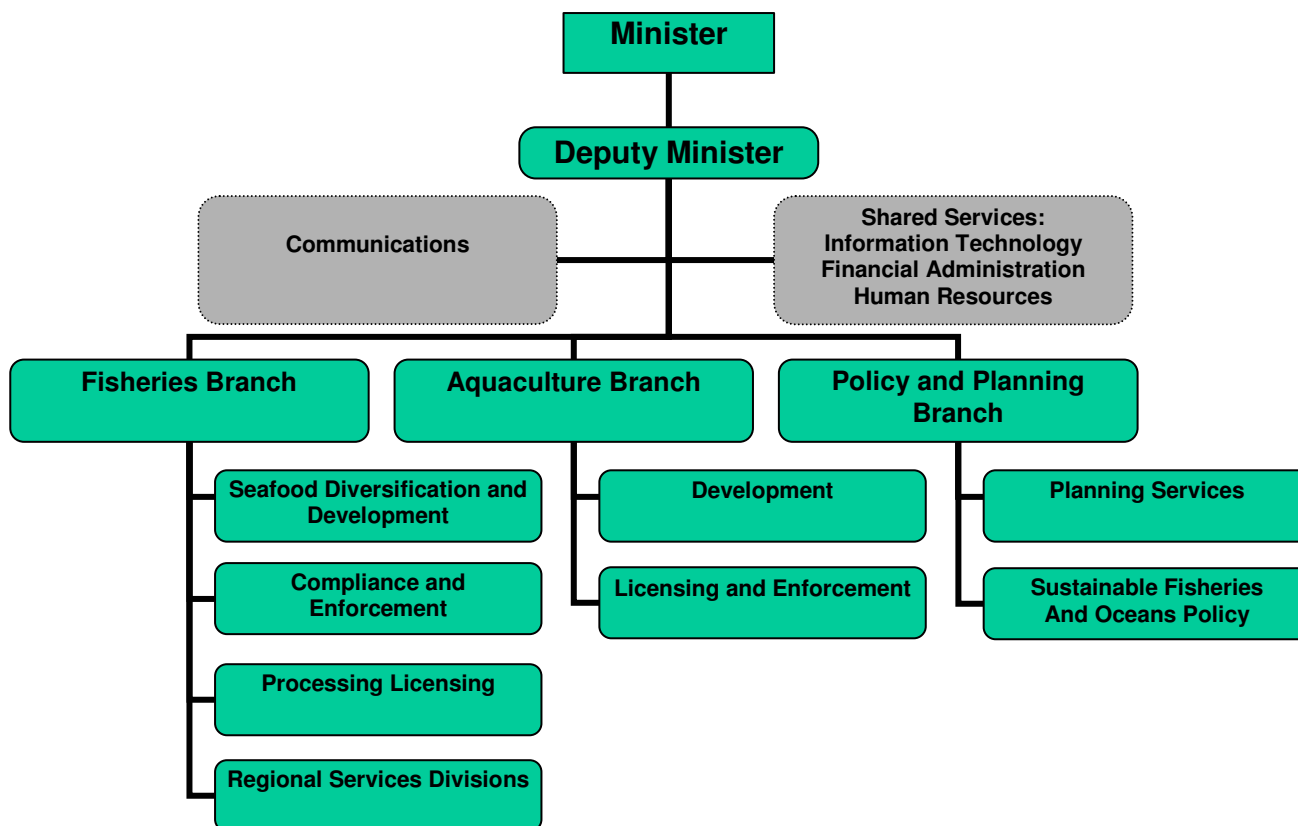 Minister
Deputy Minister
Communications
Shared Services:
Information Technology
Financial Administration
Human Resources
Fisheries Branch
Aquaculture Branch
Policy and Planning
Branch
Seafood Diversification and
Development
Compliance and
Enforcement
Processing Licensing
Regional Services Divisions
Development
Licensing and Enforcement
Planning Services
Sustainable Fisheries
And Oceans Policy